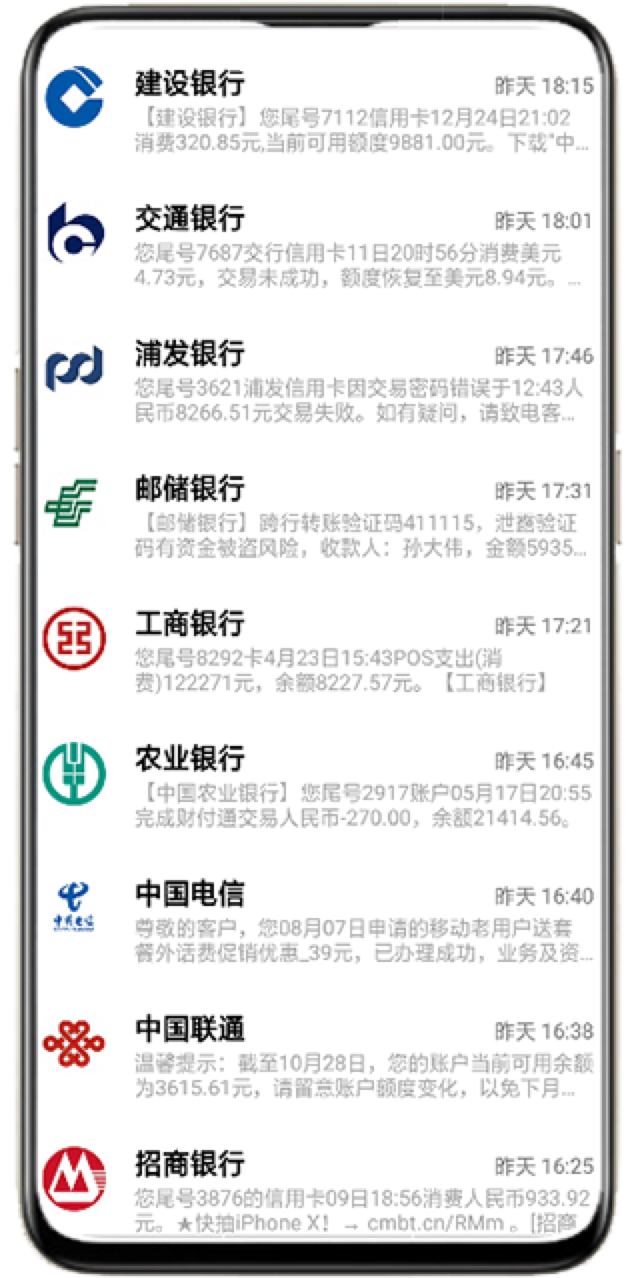 建设银行
昨天 18:15
【建设银行】您尾号7112信用卡12月24日21:02
消费320.85元,当前可用额度9881.00元。下载"中...
交通银行
昨天 18:01
您尾号7687交行信用卡11日20时56分消费美元
4.73元，交易未成功，额度恢复至美元8.94元。...
浦发银行
昨天 17:46
您尾号3621浦发信用卡因交易密码错误于12:43人
民币8266.51元交易失败。如有疑问，请致电客...
邮储银行
昨天 17:31
【邮储银行】跨行转账验证码411115，泄露验证
码有资金被盗风险，收款人：孙大伟，金额5935...
工商银行
昨天 17:21
您尾号8292卡4月23日15:43POS支出(消
费)122271元，余额8227.57元。【工商银行】
农业银行
昨天 16:45
【中国农业银行】您尾号2917账户05月17日20:55
完成财付通交易人民币-270.00，余额21414.56。
中国电信
中国电信
昨天 16:40
尊敬的客户，您08月07日申请的移动老用户送套
餐外话费促销优惠_39元，已办理成功，业务及资...
中国联通
昨天 16:38
温馨提示：截至10月28日，您的账户当前可用余额
为3615.61元，请留意账户额度变化，以免下月...
招商银行
昨天 16:25
您尾号3876的信用卡09日18:56消费人民币933.92
元。★快抽iPhone X！→ cmbt.cn/RMm 。[招商